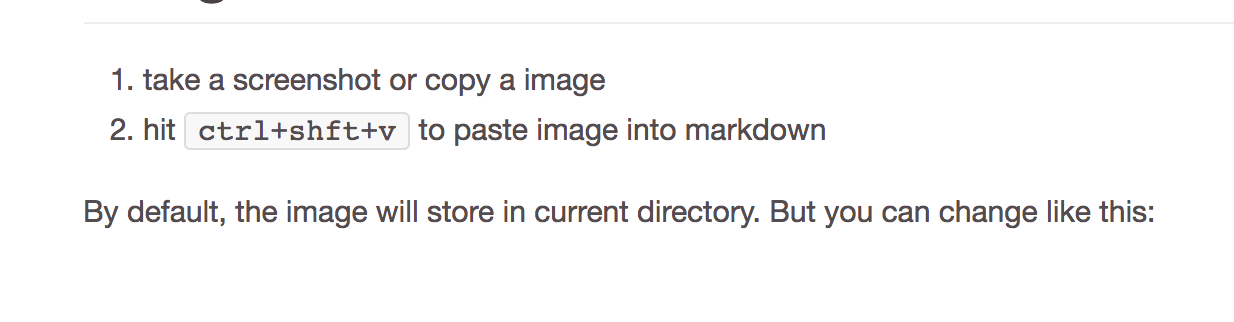 1. take a screenshot or copy a image
2. hit ctrl+shft+v to paste image into markdown
By default, the image will store in current directory. But you can change like this: